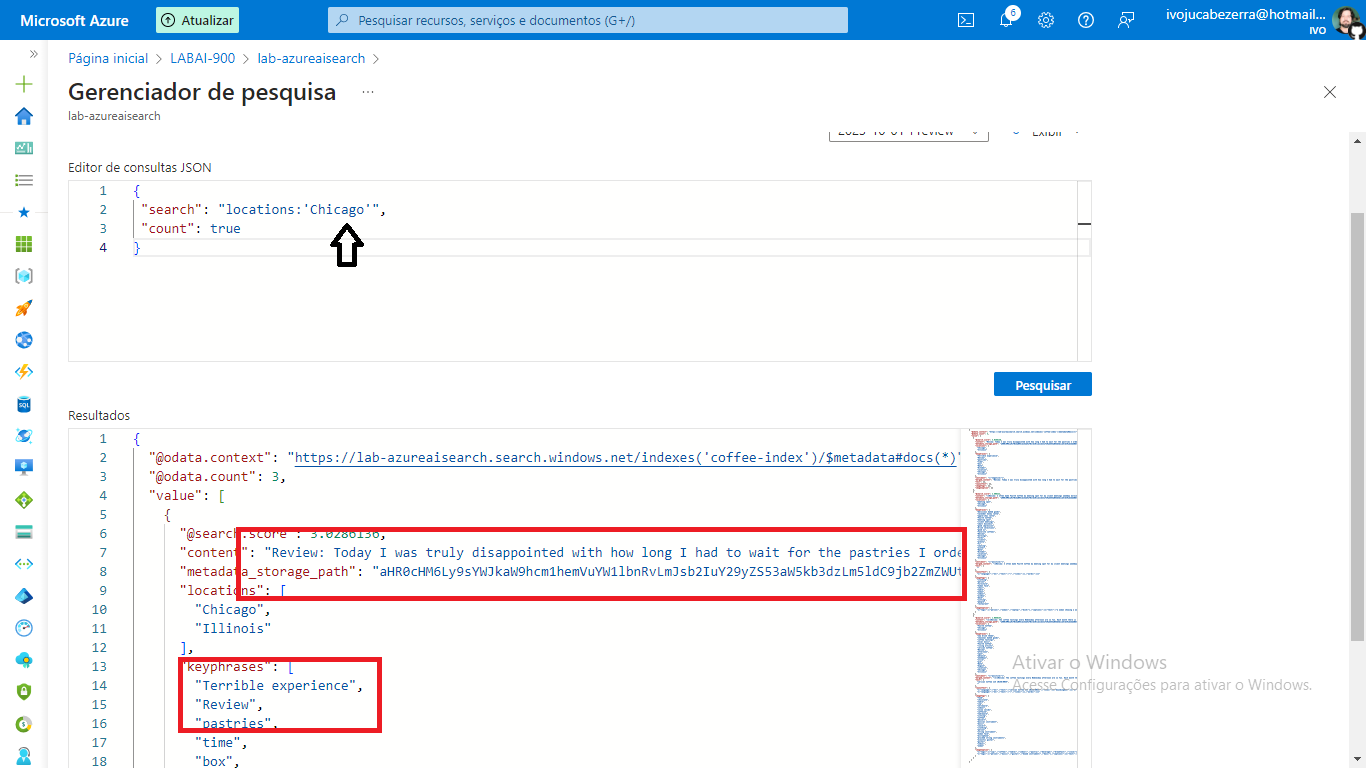 Microsoft Azure
Atualizar
Pesquisar recursos, serviços e documentos (G+/)
6
ivojucabezerra@hotmail...
IVO
Página inicial > LABAI-900 > lab-azureaisearch >
Gerenciador de pesquisa ...
lab-azureaisearch
2023-10-01-Preview
Exibir
Editor de consultas JSON
1 {
2 "search": "locations:'Chicago'",
3 "count": true
4 }
Pesquisar
Resultados
1 {
2 "@odata.context": "https://lab-azureaisearch.search.windows.net/indexes('coffee-index')/$metadata#docs(*)"
3 "@odata.count": 3,
4 "value": [
5 {
6 "@search.score": 3.0286136,
7 "content": "Review: Today I was truly disappointed with how long I had to wait for the pastries I orde
8 "metadata_storage_path":
9 "locations": [
10 "Chicago",
11 "Illinois"
12 ],
13 "keyphrases": [
14 "Terrible experience",
15 "Review",
16 "pastries",
17 "time",
18 "box",
Ativar o Windows
Acesse Configurações para ativar o Windows.